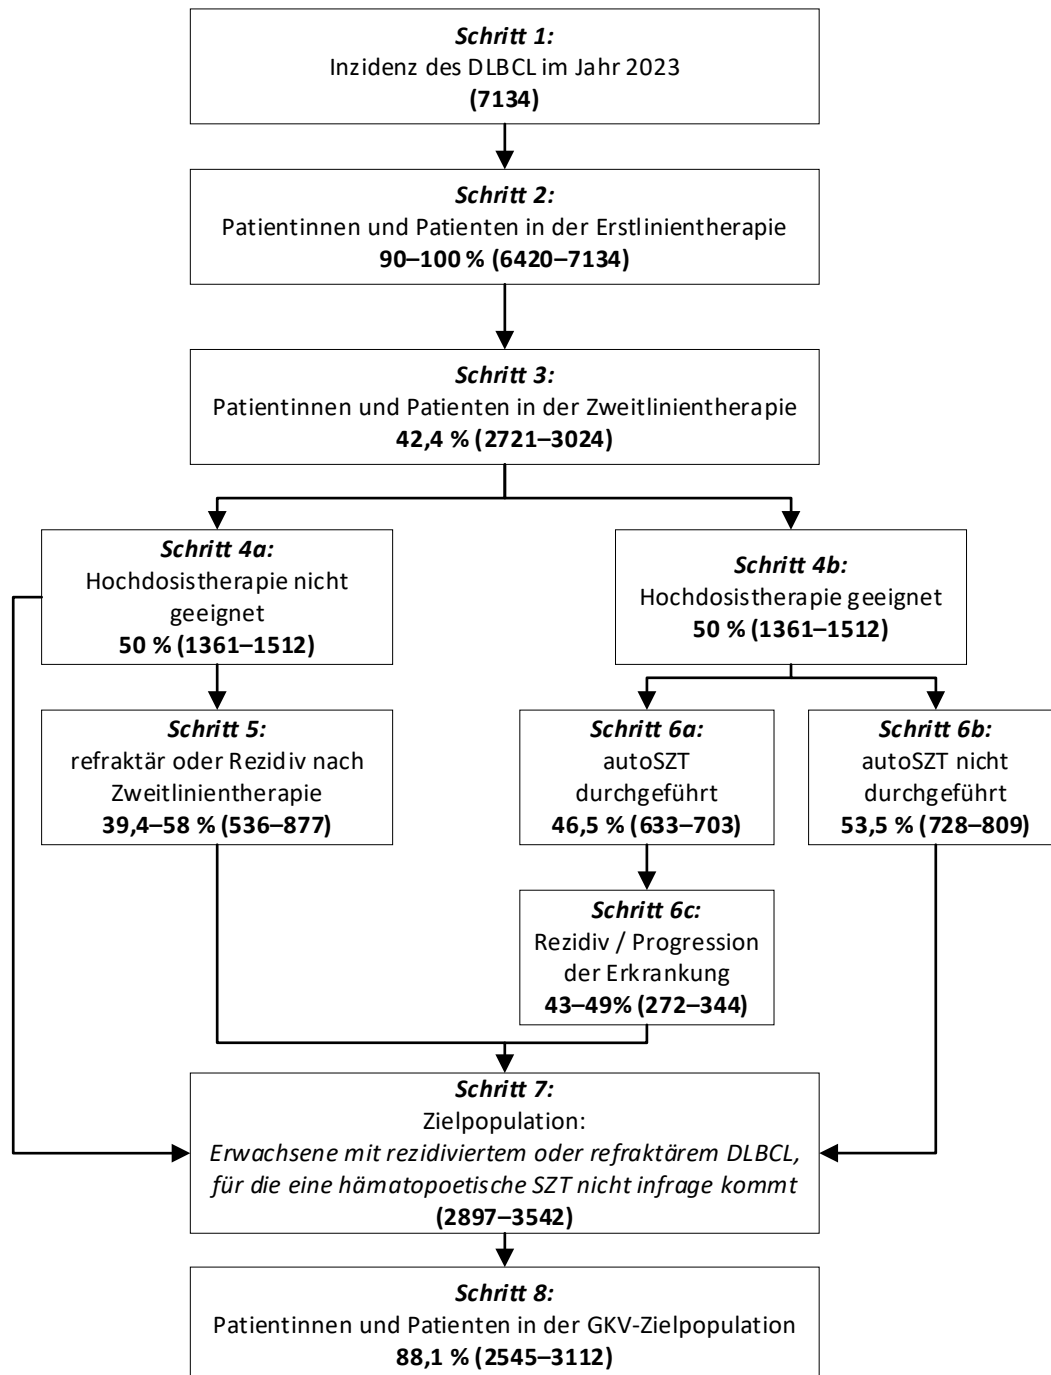 Schritt 1:
Inzidenz des DLBCL im Jahr 2023
(7134)
Schritt 2:
Patientinnen und Patienten in der Erstlinientherapie
90–100 % (6420–7134)
Schritt 3:
Patientinnen und Patienten in der Zweitlinientherapie
42,4 % (2721–3024)
Schritt 4a:
Hochdosistherapie nicht
geeignet
50 % (1361–1512)
Schritt 4b:
Hochdosistherapie geeignet
50 % (1361–1512)
Schritt 5:
refraktär oder Rezidiv nach
Zweitlinientherapie
39,4–58 % (536–877)
Schritt 6a:
autoSZT
durchgeführt
46,5 % (633–703)
Schritt 6b:
autoSZT nicht
durchgeführt
53,5 % (728–809)
Schritt 6c:
Rezidiv / Progression
der Erkrankung
43–49% (272–344)
Schritt 7:
Zielpopulation:
Erwachsene mit rezidiviertem oder refraktärem DLBCL,
für die eine hämatopoetische SZT nicht infrage kommt
(2897–3542)
Schritt 8:
Patientinnen und Patienten in der GKV-Zielpopulation
88,1 % (2545–3112)